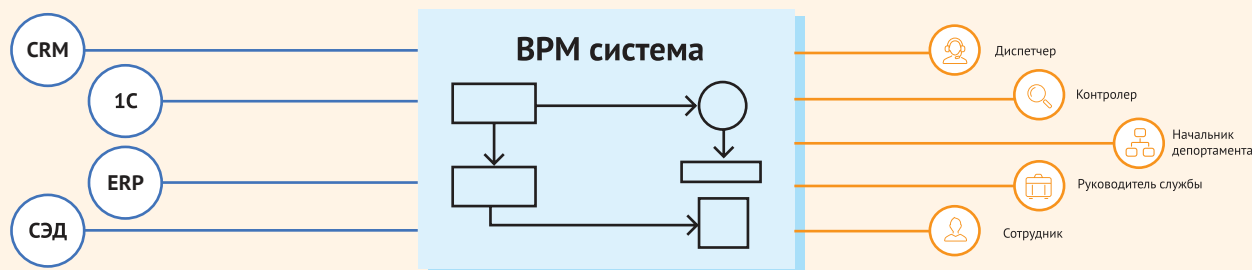 CRM
1С
ERP
СЭД
BPM система
Диспетчер
Контролер
Начальник
депортамента
Руководитель службы
Сотрудник